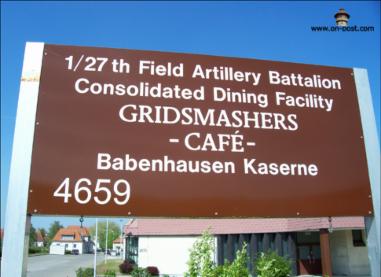 www.on-post.com
1/27 th Field Artillery Battalion
Consolidated Dining Facility
GRIDSMASHERS
-CAFÉ-
Babenhausen Kaserne
4659